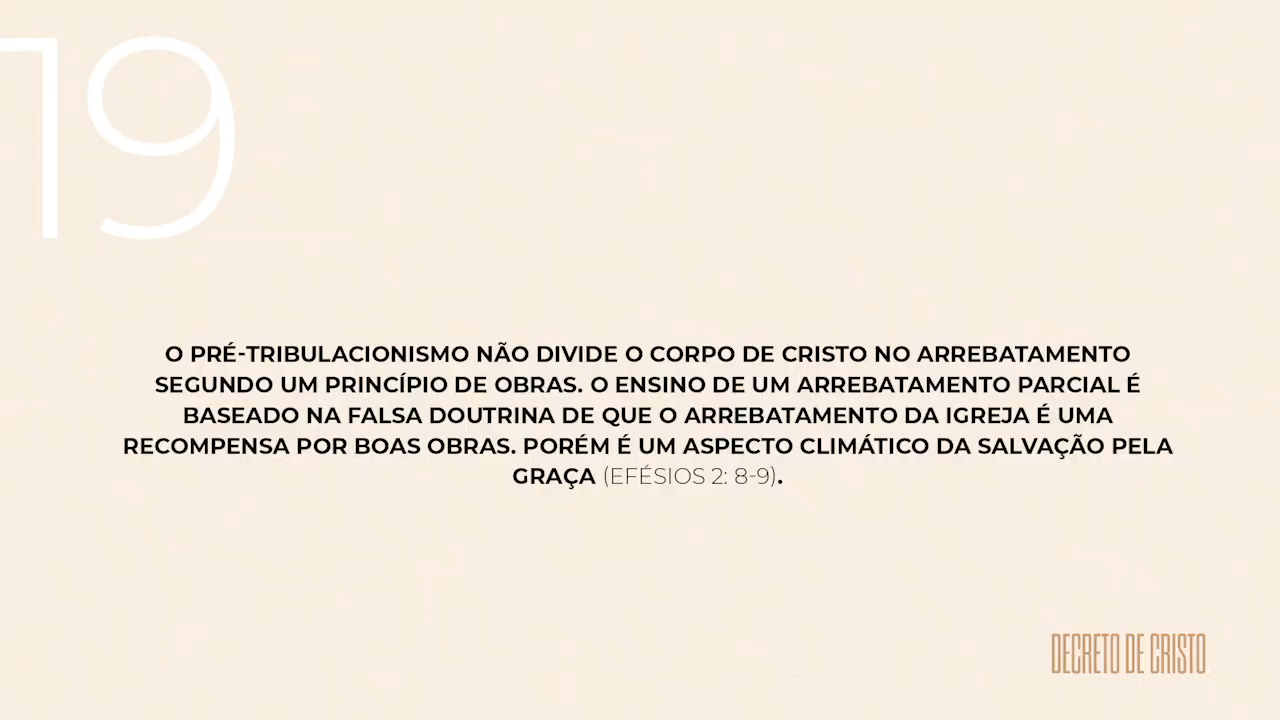 19
O PRÉ-TRIBULACIONISMO NÃO DIVIDE O CORPO DE CRISTO NO ARREBATAMENTO
SEGUNDO UM PRINCÍPIO DE OBRAS. O ENSINO DE UM ARREBATAMENTO PARCIAL É
BASEADO NA FALSA DOUTRINA DE QUE O ARREBATAMENTO DA IGREJA É UMA
RECOMPENSA POR BOAS OBRAS. PORÉM É UM ASPECTO CLIMÁTICO DA SALVAÇÃO PELA
GRAÇA (EFÉSIOS 2: 8-9).
DECRETO DE CRISTO